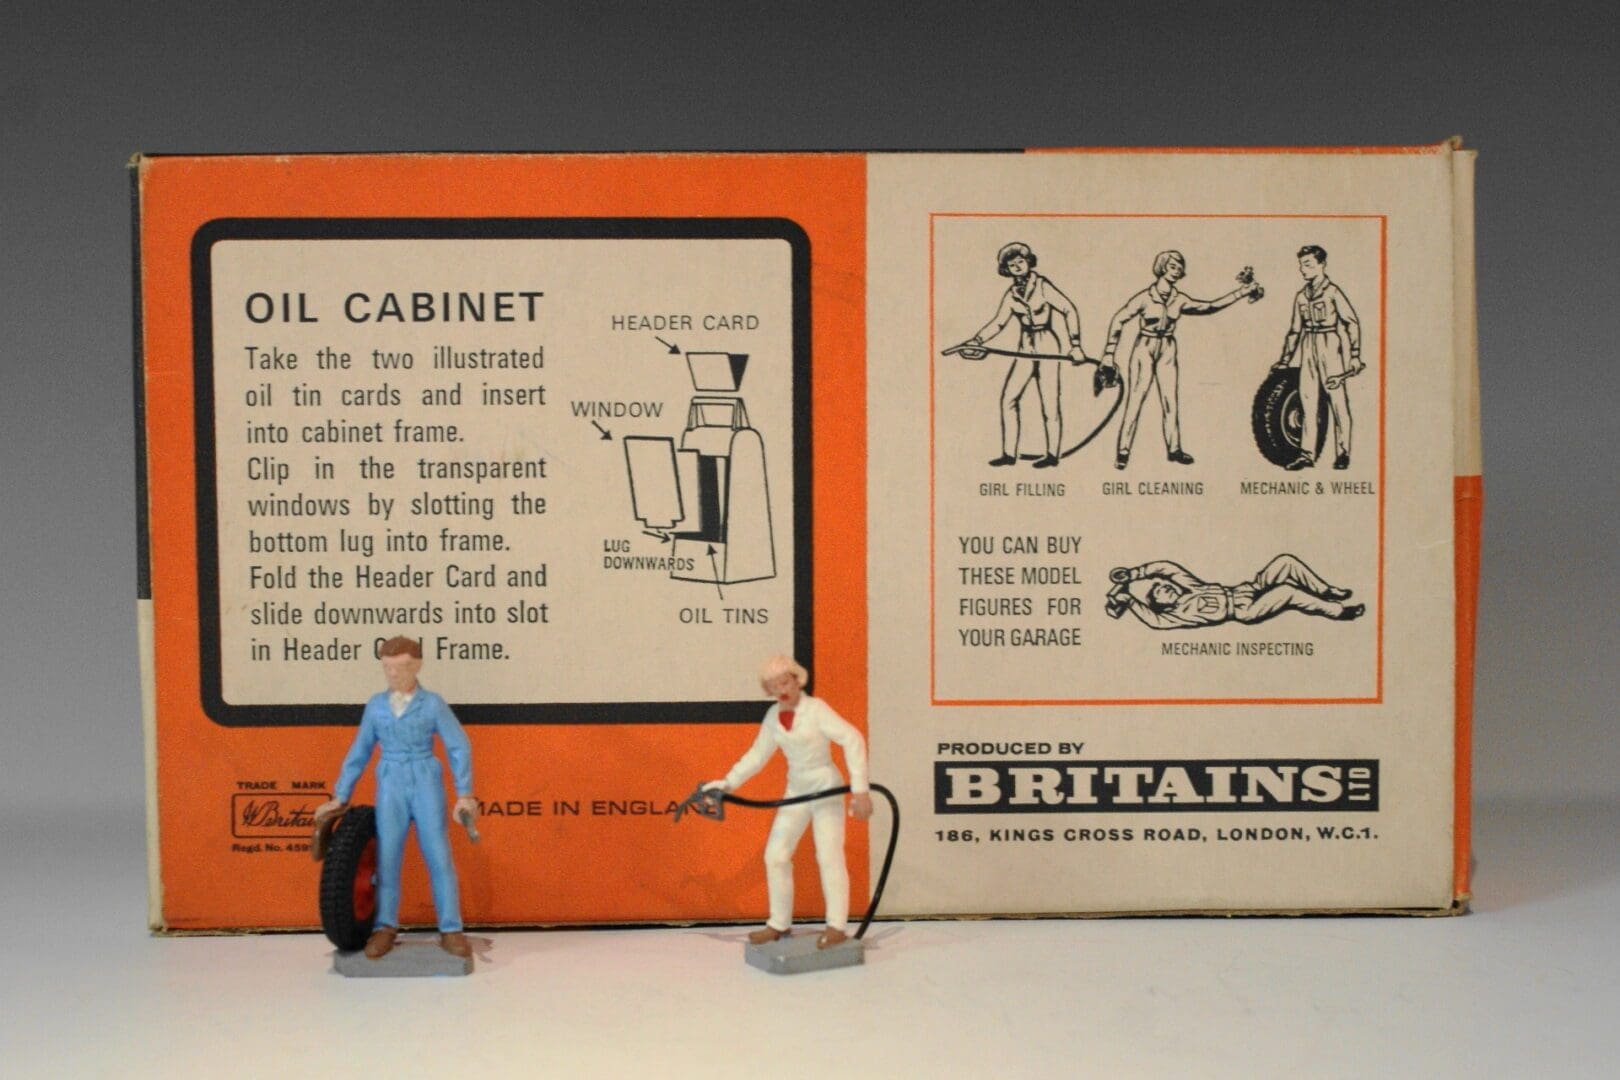 OIL CABINET
Take the two illustrated
oil tin cards and insert
into cabinet frame.
Clip in the transparent
windows by slotting the
bottom lug into frame.
Fold the Header Card and
slide downwards into slot
in Header Frame.
HEADER CARD
WINDOW
LUG
DOWNWARDS
OIL TINS
TRADE MARK
Regd. No.
MADE IN ENGLAND
GIRL FILLING
GIRL CLEANING
MECHANIC & WHEEL
YOU CAN BUY
THESE MODEL
FIGURES FOR
YOUR GARAGE
MECHANIC INSPECTING
PRODUCED BY
BRITAINS LTD
186, KINGS CROSS ROAD, LONDON, W.C.1.